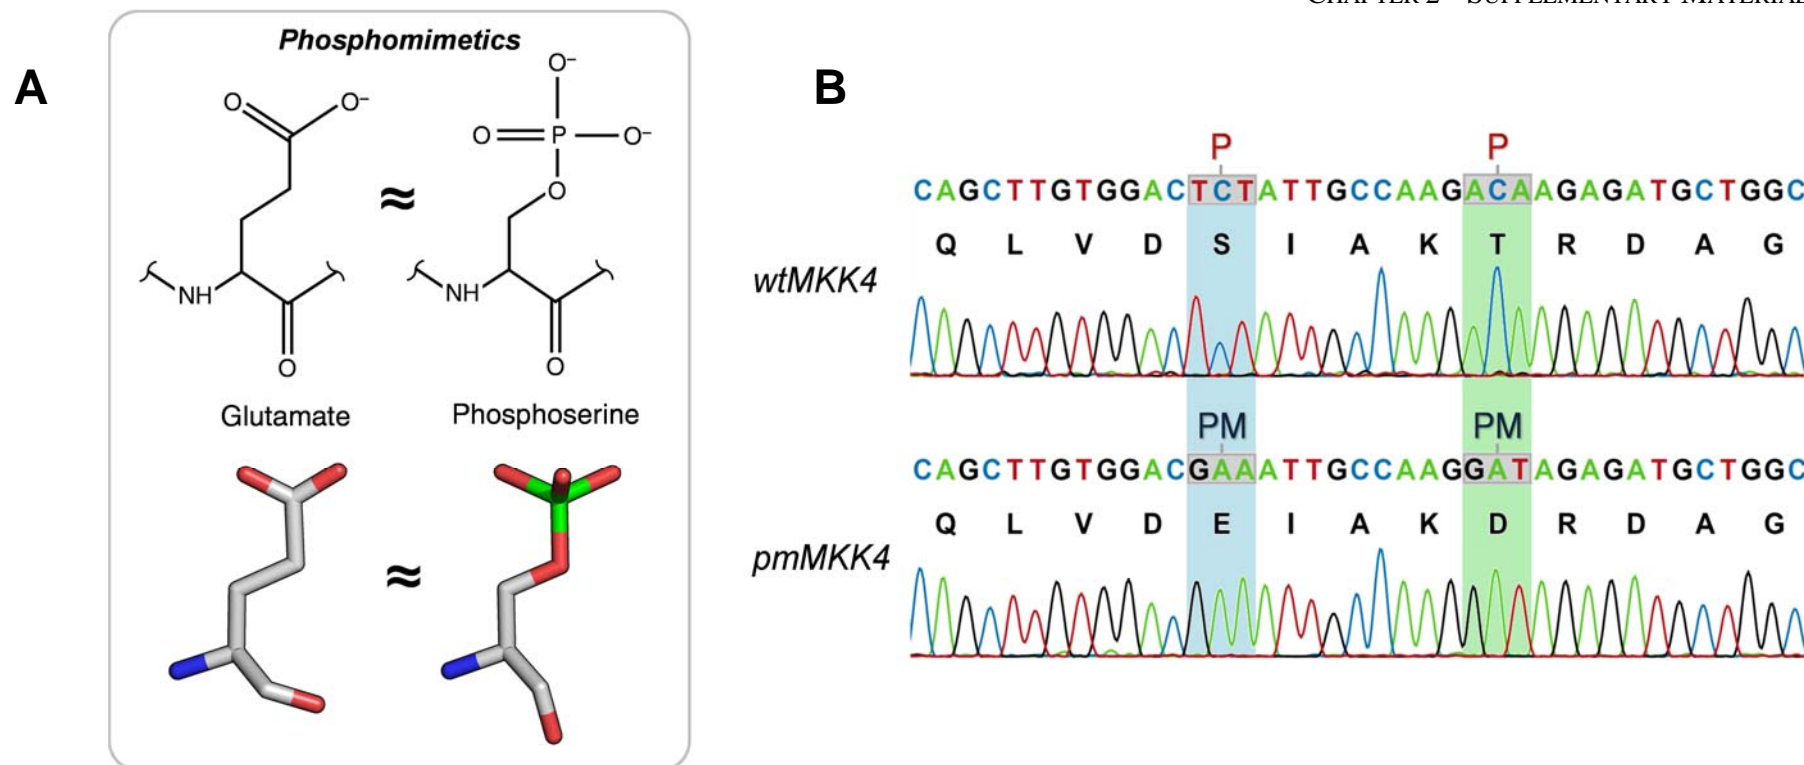 CHAPTER 2 SUPPLEMENTARY MATERIAL
A
Phosphomimetics
O O⁻
NH
O
≈
O⁻
O P O⁻
O
NH
O
Glutamate
Phosphoserine
≈
B
P P
CAGCTTGTGGACTCTATTGCCAAGACAAGAGATGCTGGC
Q L V D S I A K T R D A G
wtMKK4
PM PM
CAGCTTGTGGACGAAATTGCCAAGGATAGAGATGCTGGC
Q L V D E I A K D R D A G
pmMKK4